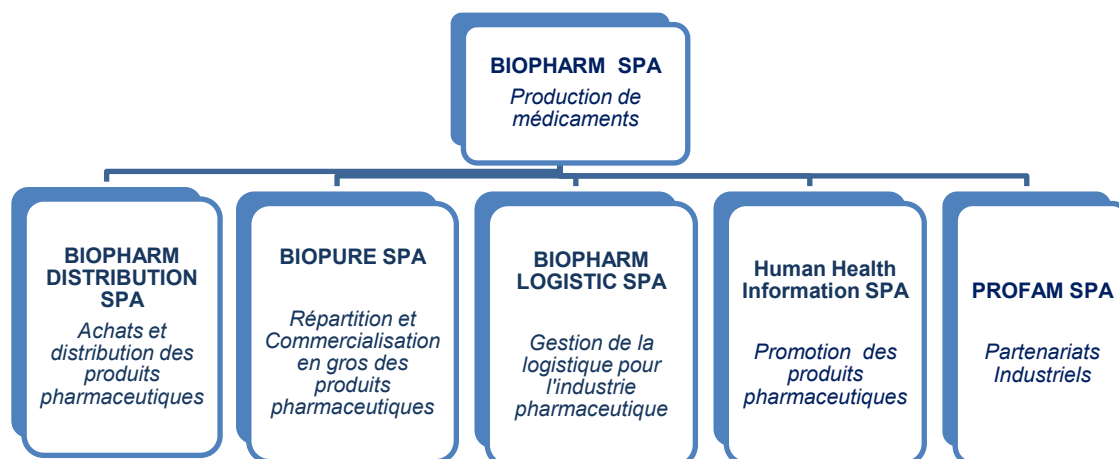 BIOPHARM SPA
Production de
médicaments
BIOPHARM
DISTRIBUTION
SPA
Achats et
distribution des
produits
pharmaceutiques
BIOPURE SPA
Répartition et
Commercialisation
en gros des
produits
pharmaceutiques
BIOPHARM
LOGISTIC SPA
Gestion de la
logistique pour
l'industrie
pharmaceutique
Human Health
Information SPA
Promotion des
produits
pharmaceutiques
PROFAM SPA
Partenariats
Industriels